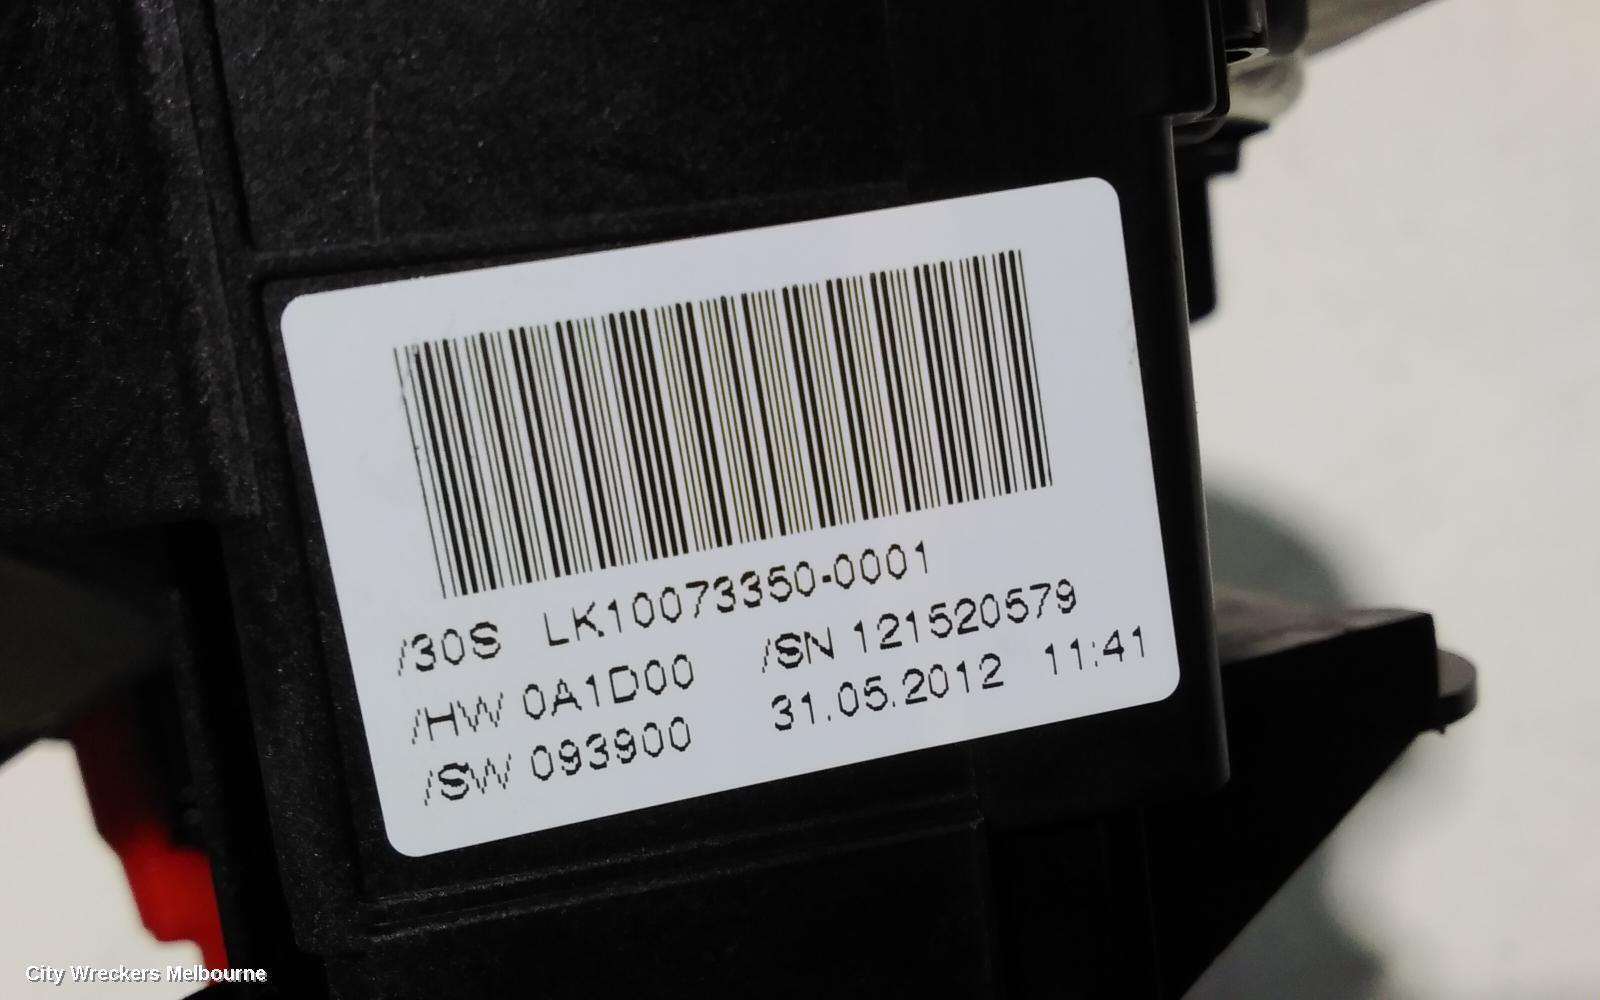 /30S LK10073350-0001
/HW 0A1D00 /SN 121520579
/SW 093900 31.05.2012 11:41
City Wreckers Melbourne